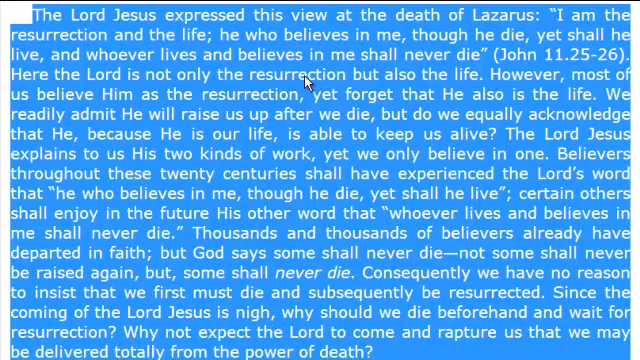 The Lord Jesus expressed this view at the death of Lazarus: “I am the
resurrection and the life; he who believes in me, though he die, yet shall he
live, and whoever lives and believes in me shall never die” (John 11.25-26).
Here the Lord is not only the resurrection but also the life. However, most of
us believe Him as the resurrection, yet forget that He also is the life. We
readily admit He will raise us up after we die, but do we equally acknowledge
that He, because He is our life, is able to keep us alive? The Lord Jesus
explains to us His two kinds of work, yet we only believe in one. Believers
throughout these twenty centuries shall have experienced the Lord’s word
that “he who believes in me, though he die, yet shall he live”; certain others
shall enjoy in the future His other word that “whoever lives and believes in
me shall never die.” Thousands and thousands of believers already have
departed in faith; but God says some shall never die—not some shall never
be raised again, but, some shall never die. Consequently we have no reason
to insist that we first must die and subsequently be resurrected. Since the
coming of the Lord Jesus is nigh, why should we die beforehand and wait for
resurrection? Why not expect the Lord to come and rapture us that we may
be delivered totally from the power of death?